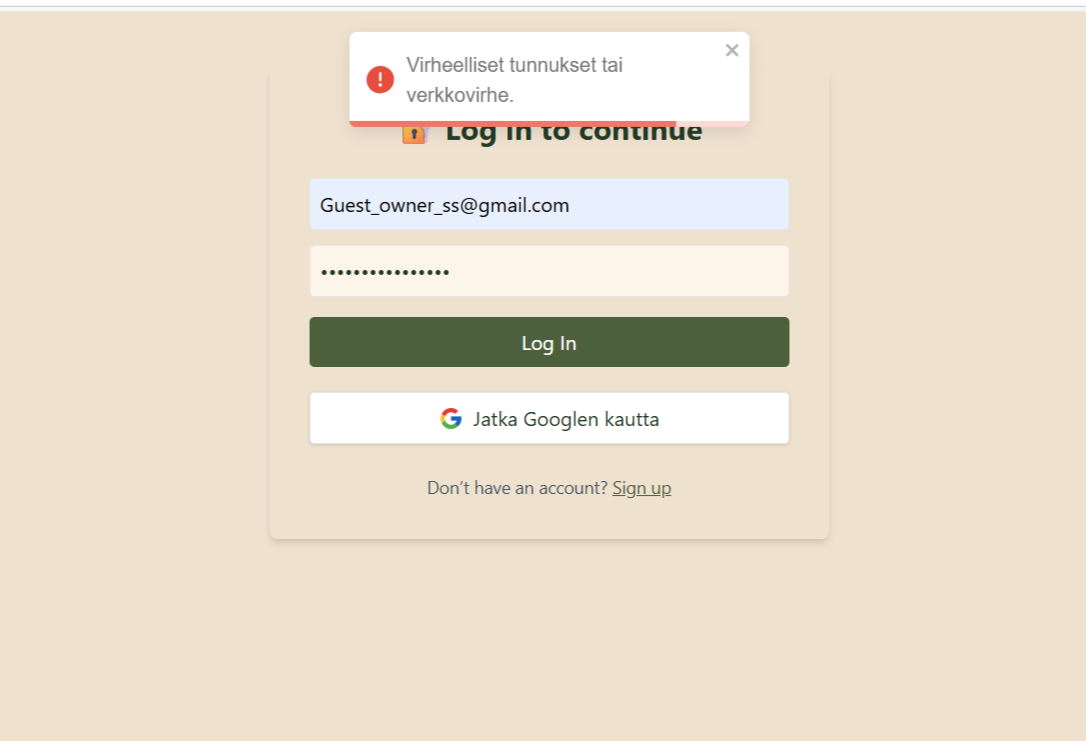 Virheelliset tunnukset tai
verkkovirhe.
Log in to continue
Guest_owner_ss@gmail.com
Log In
Jatka Googlen kautta
Don’t have an account? Sign up